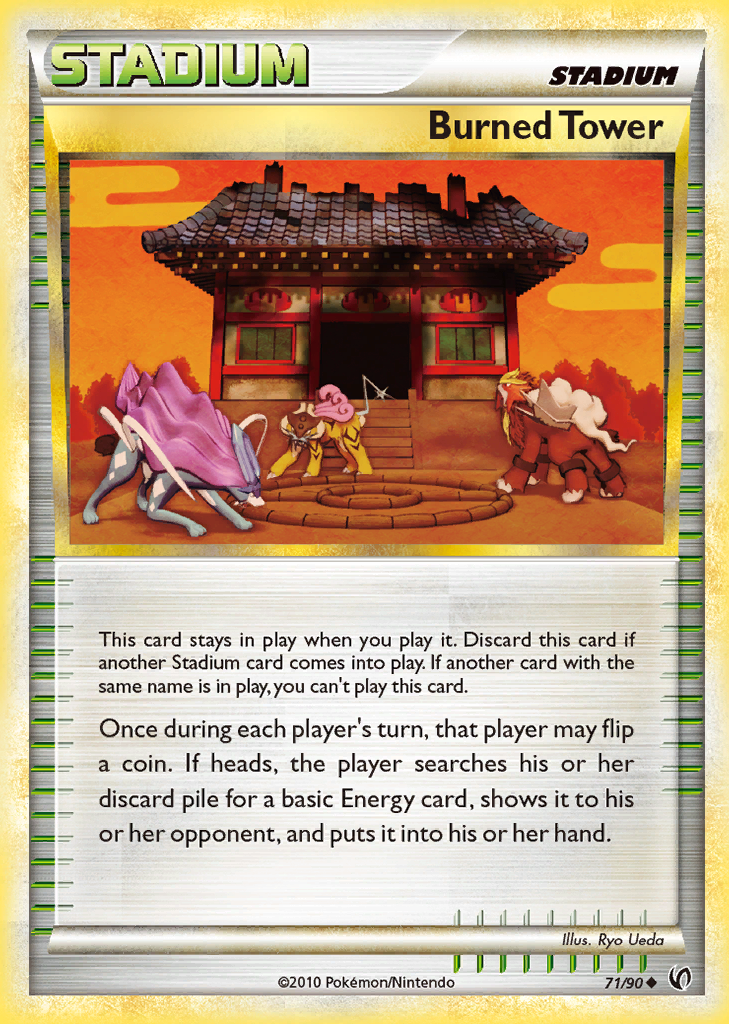 STADIUM
STADIUM
Burned Tower
This card stays in play when you play it. Discard this card if
another Stadium card comes into play. If another card with the
same name is in play, you can't play this card.
Once during each player's turn, that player may flip
a coin. If heads, the player searches his or her
discard pile for a basic Energy card, shows it to his
or her opponent, and puts it into his or her hand.
Illus. Ryo Ueda
©2010 Pokémon/Nintendo
71/90